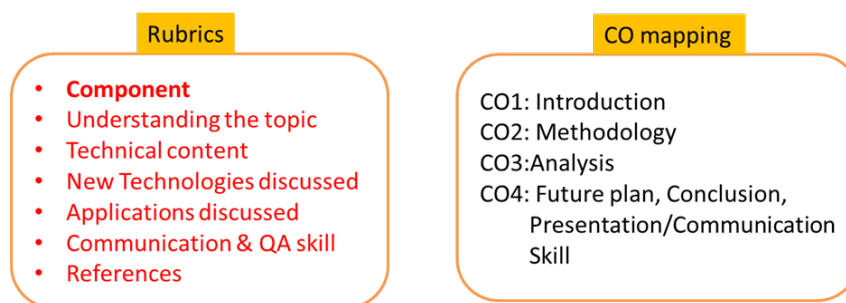 Rubrics
• Component
• Understanding the topic
• Technical content
• New Technologies discussed
• Applications discussed
• Communication & QA skill
• References
CO mapping
CO1: Introduction
CO2: Methodology
CO3:Analysis
CO4: Future plan, Conclusion,
Presentation/Communication
Skill